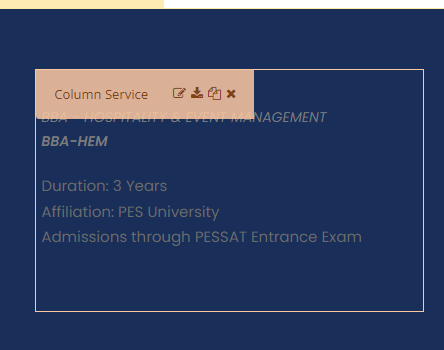 Column Service
BBA - HOSPITALITY & EVENT MANAGEMENT
BBA-HEM
Duration: 3 Years
Affiliation: PES University
Admissions through PESSAT Entrance Exam